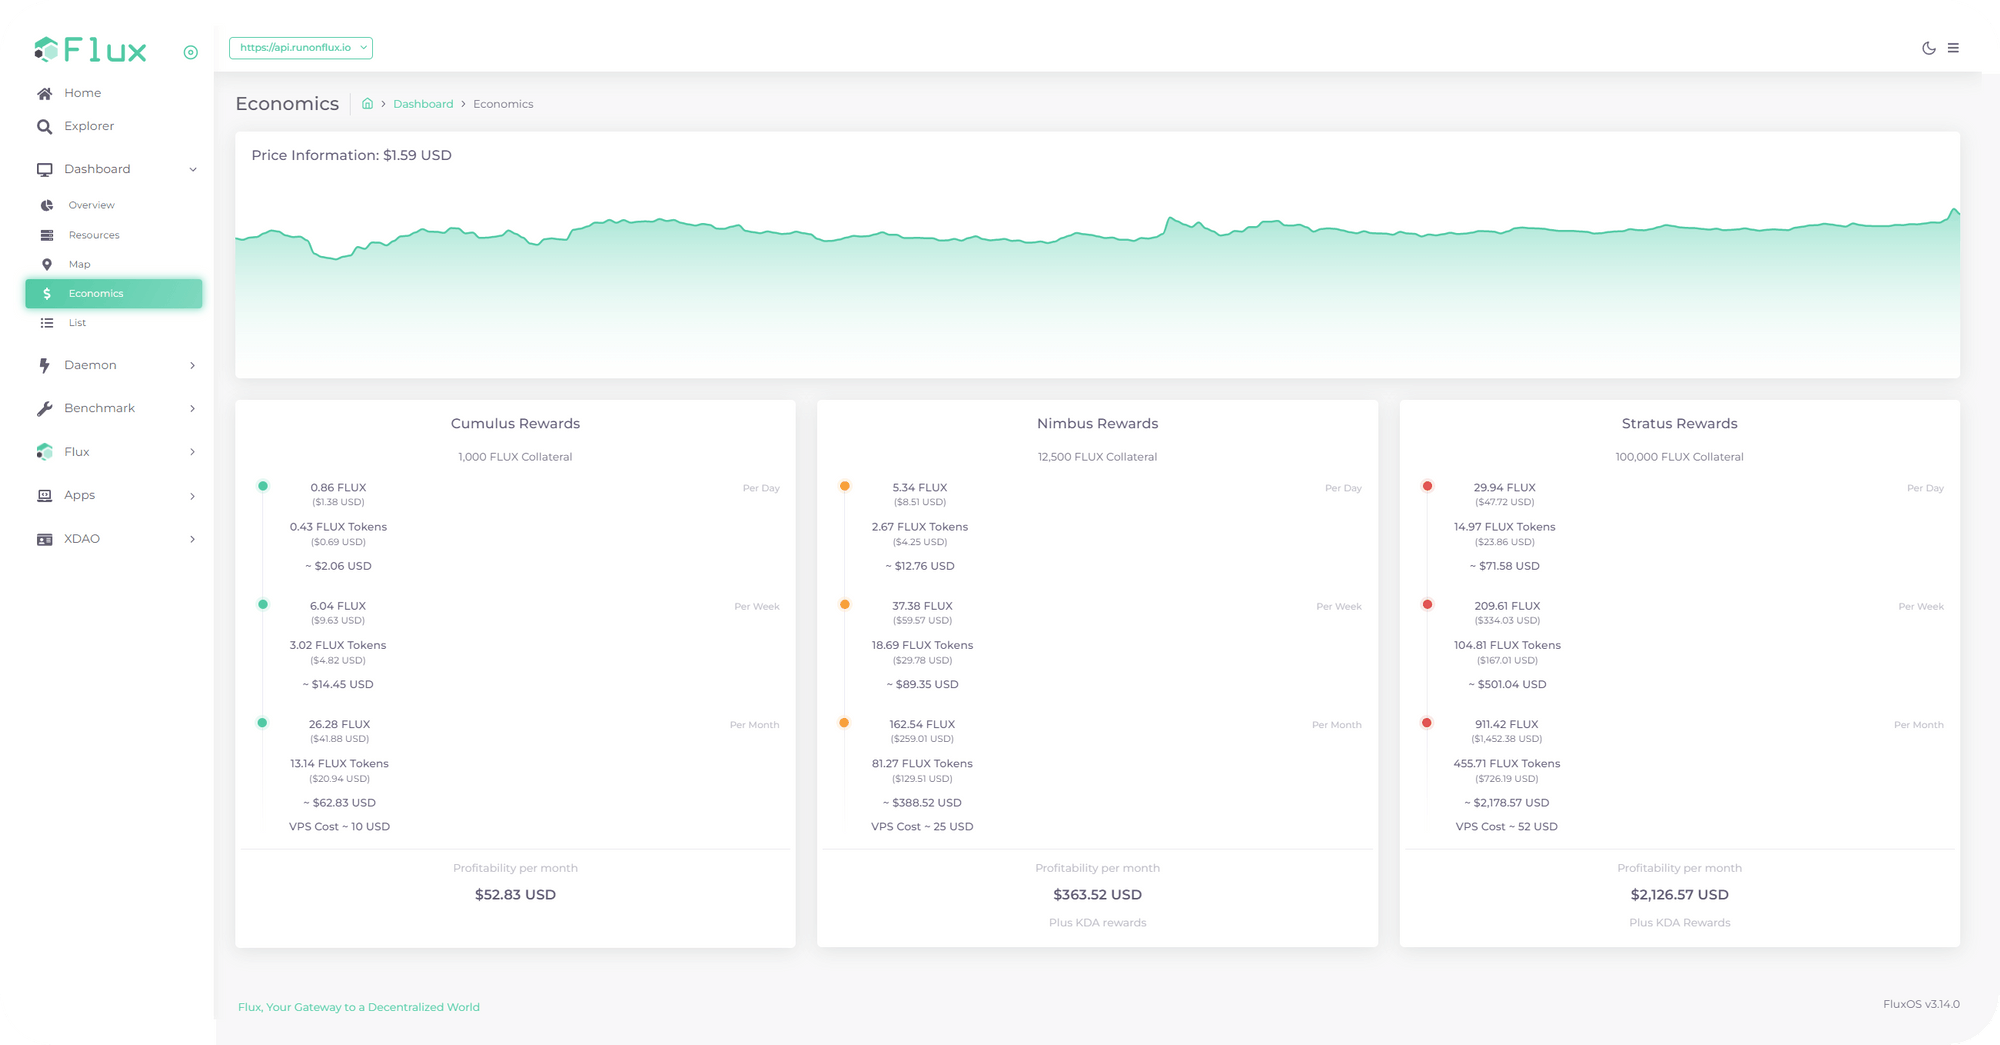 Flux
https://api.runonflux.io
Home
Explorer
Dashboard
Overview
Resources
Map
Economics
List
Daemon
Benchmark
Flux
Apps
XDAO
Economics
Dashboard
Economics
Price Information: $1.59 USD
Cumulus Rewards
1,000 FLUX Collateral
0.86 FLUX
Per Day
($1.38 USD)
0.43 FLUX Tokens
($0.69 USD)
~ $2.06 USD
6.04 FLUX
Per Week
($9.63 USD)
3.02 FLUX Tokens
($4.82 USD)
~ $14.45 USD
26.28 FLUX
Per Month
($41.88 USD)
13.14 FLUX Tokens
($20.94 USD)
~ $62.83 USD
VPS Cost ~ 10 USD
Profitability per month
$52.83 USD
Nimbus Rewards
12,500 FLUX Collateral
5.34 FLUX
Per Day
($8.51 USD)
2.67 FLUX Tokens
($4.25 USD)
~ $12.76 USD
37.38 FLUX
Per Week
($59.57 USD)
18.69 FLUX Tokens
($29.78 USD)
~ $89.35 USD
162.54 FLUX
Per Month
($259.01 USD)
81.27 FLUX Tokens
($129.51 USD)
~ $388.52 USD
VPS Cost ~ 25 USD
Profitability per month
$363.52 USD
Plus KDA rewards
Stratus Rewards
100,000 FLUX Collateral
29.94 FLUX
Per Day
($47.72 USD)
14.97 FLUX Tokens
($23.86 USD)
~ $71.58 USD
209.61 FLUX
Per Week
($334.03 USD)
104.81 FLUX Tokens
($167.01 USD)
~ $501.04 USD
911.42 FLUX
Per Month
($1,452.38 USD)
455.71 FLUX Tokens
($726.19 USD)
~ $2,178.57 USD
VPS Cost ~ 52 USD
Profitability per month
$2,126.57 USD
Plus KDA Rewards
Flux, Your Gateway to a Decentralized World
FluxOS v3.14.0